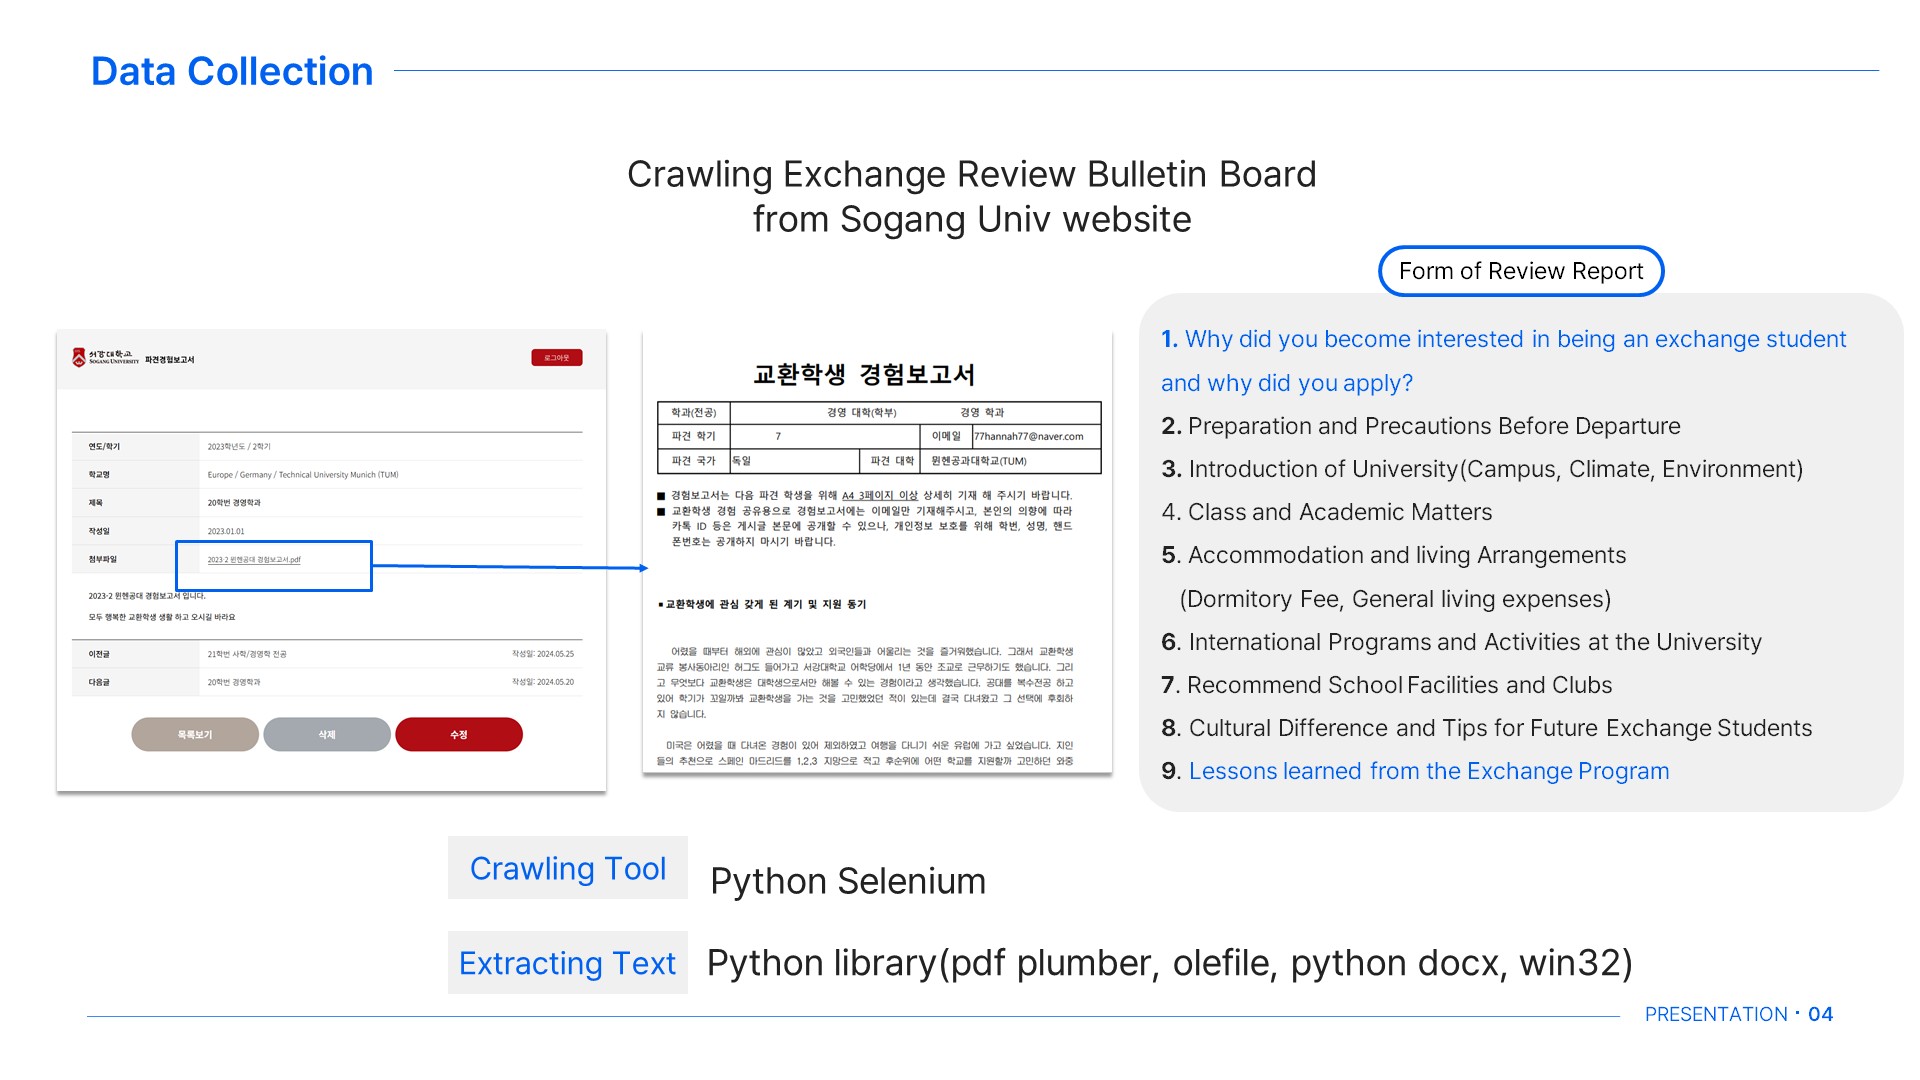 Data Collection
Crawling Exchange Review Bulletin Board
from Sogang Univ website
서강대학교
SOGANG UNIVERSITY
파견경험보고서
로그아웃
연도/학기 2023학년도 / 2학기
학교명 Europe / Germany / Technical University Munich (TUM)
제목 20학번 경영학과
작성일 2023.01.01
첨부파일 2023-2 뮌헨공대 경험보고서.pdf
2023-2 뮌헨공대 경험보고서 입니다.
모두 행복한 교환학생 생활 하고 오시길 바라요
이전글 21학번 사학/경영학 전공 작성일: 2024.05.25
다음글 20학번 경영학과 작성일: 2024.05.20
목록보기 삭제 수정
교환학생 경험보고서
학과(전공) 경영 대학(학부) 경영 학과
파견 학기 7 이메일 77hannah77@naver.com
파견 국가 독일 파견 대학 뮌헨공과대학교(TUM)
■ 경험보고서는 다음 파견 학생을 위해 A4 3페이지 이상 상세히 기재 해 주시기 바랍니다.
■ 교환학생 경험 공유용으로 경험보고서에는 이메일만 기재해주시고, 본인의 의향에 따라
카톡 ID 등은 게시글 본문에 공개할 수 있으나, 개인정보 보호를 위해 학번, 성명, 핸드
폰번호는 공개하지 마시기 바랍니다.
▪ 교환학생에 관심 갖게 된 계기 및 지원 동기
어렸을 때부터 해외에 관심이 많았고 외국인들과 어울리는 것을 즐거워했습니다. 그래서 교환학생
교류 봉사동아리인 허그도 들어가고 서강대학교 어학당에서 1년 동안 조교로 근무하기도 했습니다. 그리
고 무엇보다 교환학생은 대학생으로서만 해볼 수 있는 경험이라고 생각했습니다. 공대를 복수전공 하고
있어 학기가 꼬일까봐 교환학생을 가는 것을 고민했었던 적이 있는데 결국 다녀왔고 그 선택에 후회하
지 않습니다.
미국은 어렸을 때 다녀온 경험이 있어 제외하였고 여행을 다니기 쉬운 유럽에 가고 싶었습니다. 지인
들의 추천으로 스페인 마드리드를 1,2,3 지망으로 적고 후순위에 어떤 학교를 지원할까 고민하던 와중
Form of Review Report
1. Why did you become interested in being an exchange student
and why did you apply?
2. Preparation and Precautions Before Departure
3. Introduction of University(Campus, Climate, Environment)
4. Class and Academic Matters
5. Accommodation and living Arrangements
(Dormitory Fee, General living expenses)
6. International Programs and Activities at the University
7. Recommend School Facilities and Clubs
8. Cultural Difference and Tips for Future Exchange Students
9. Lessons learned from the Exchange Program
Crawling Tool Python Selenium
Extracting Text Python library(pdf plumber, olefile, python docx, win32)
PRESENTATION · 04